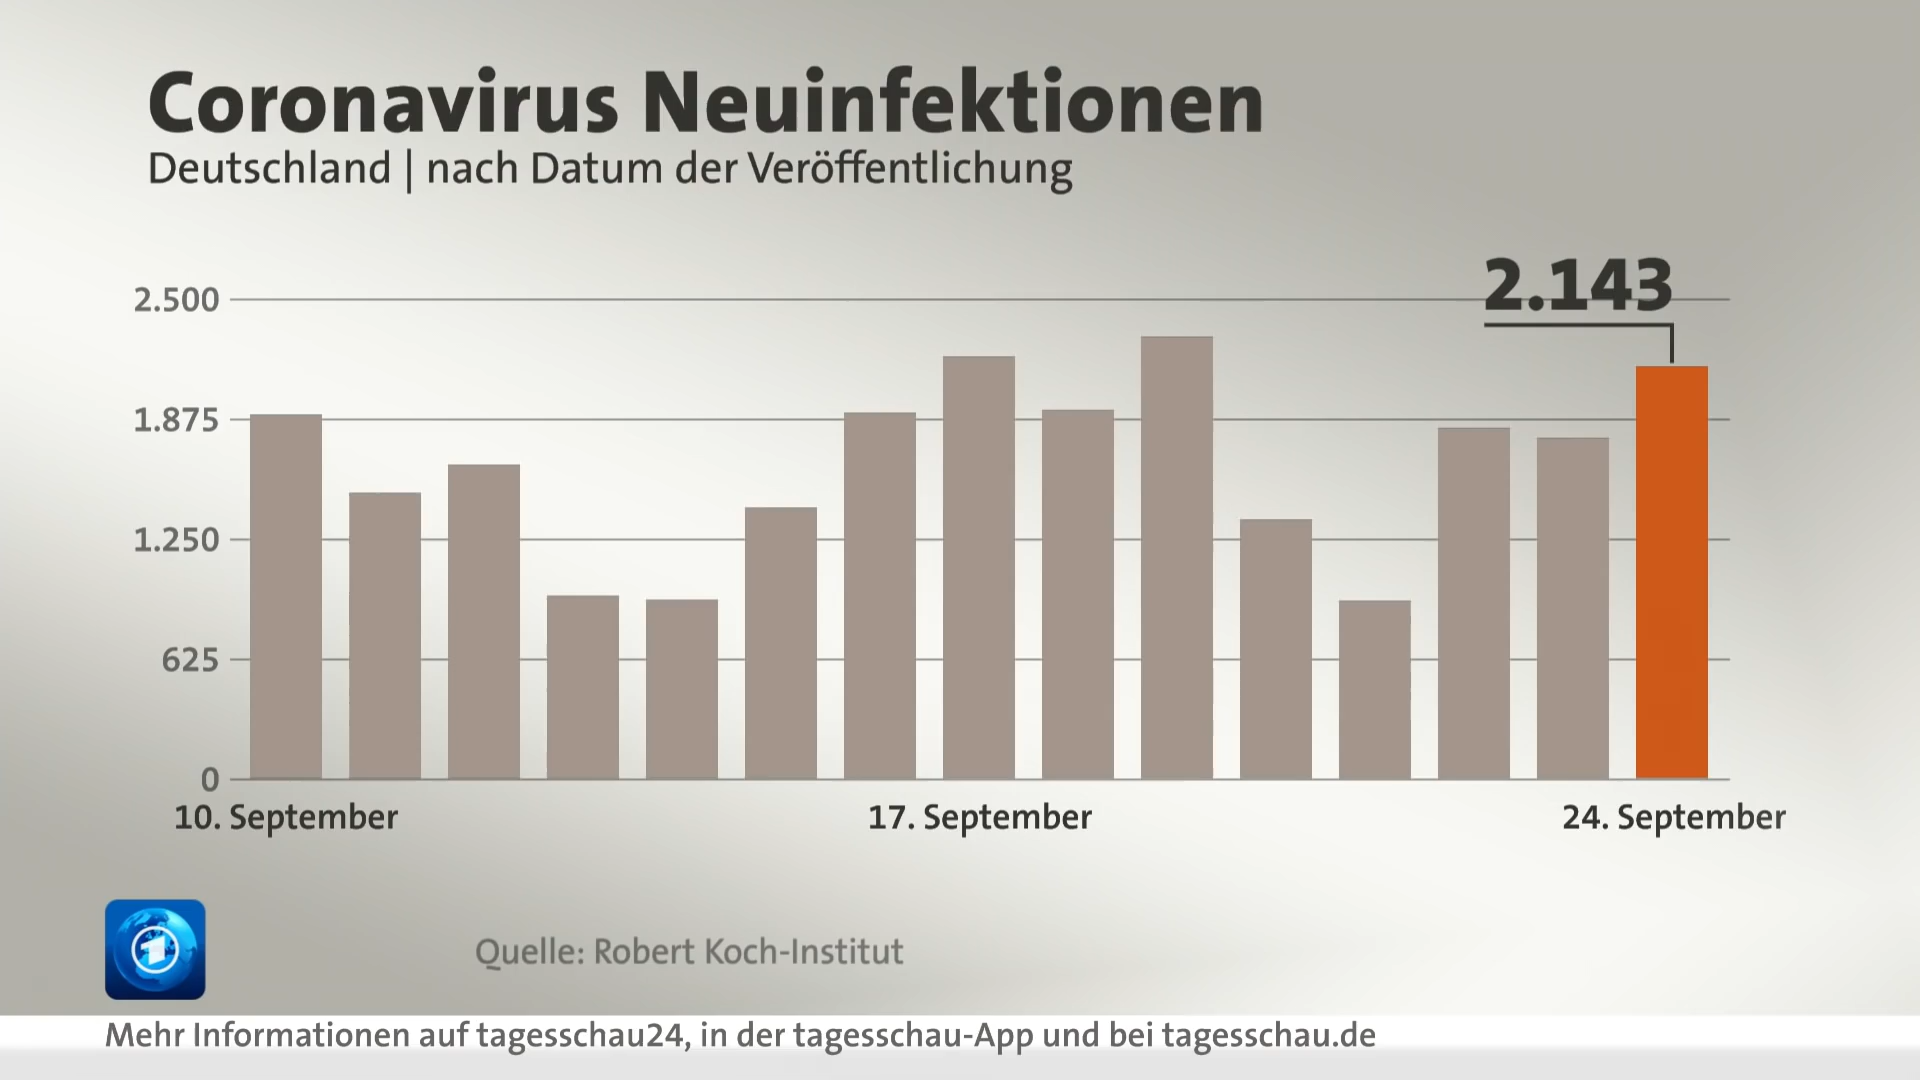 Coronavirus Neuinfektionen
Deutschland | nach Datum der Veröffentlichung
2.143
2.500
1.875
1.250
625
0
10. September 17. September 24. September
1
Quelle: Robert Koch-Institut
Mehr Informationen auf tagesschau24, in der tagesschau-App und bei tagesschau.de